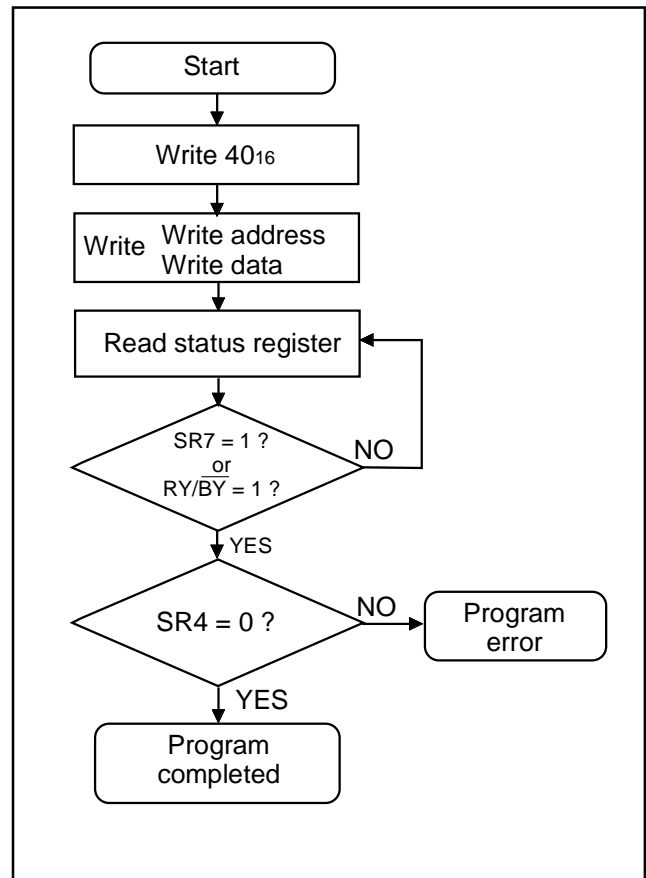 Start
Write 40₁₆
Write Write address
Write data
Read status register
SR7 = 1 ?
or
RY/B̅Y̅ = 1 ?
NO
YES
SR4 = 0 ?
NO
Program
error
YES
Program
completed